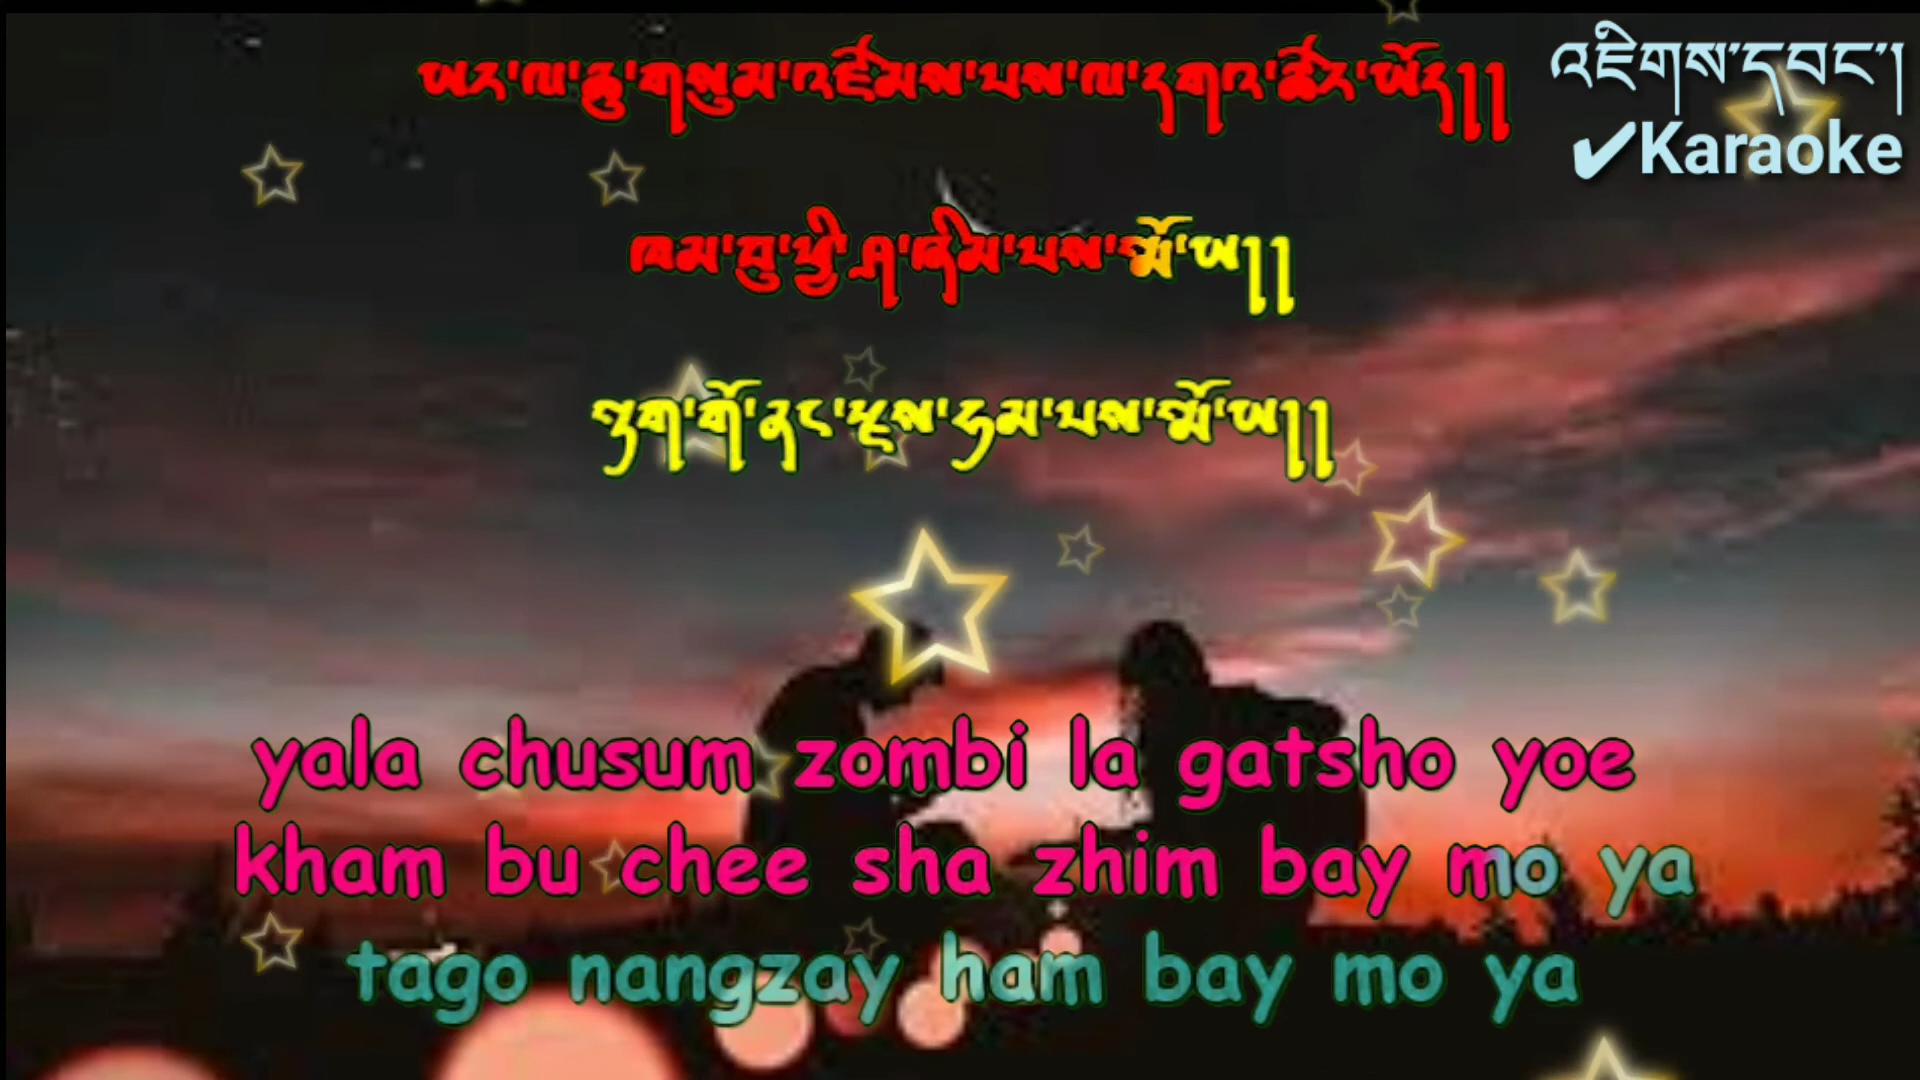 ཡར་ལ་ཆུ་གསུམ་འཛོམས་པས་ལ་དགའ་ཚོར་ཡོད།།
འཇིགས་དབང་།
✔Karaoke
ཁམ་བུ་ཕྱི་ཤ་ཞིམ་པས་མོ་ཡ།།
ནང་ཧམ་པས་མོ་ཡ།།
yala chusum zombi la gatsho yoe
kham bu chee sha zhim bay mo ya
tago nangzay ham bay mo ya